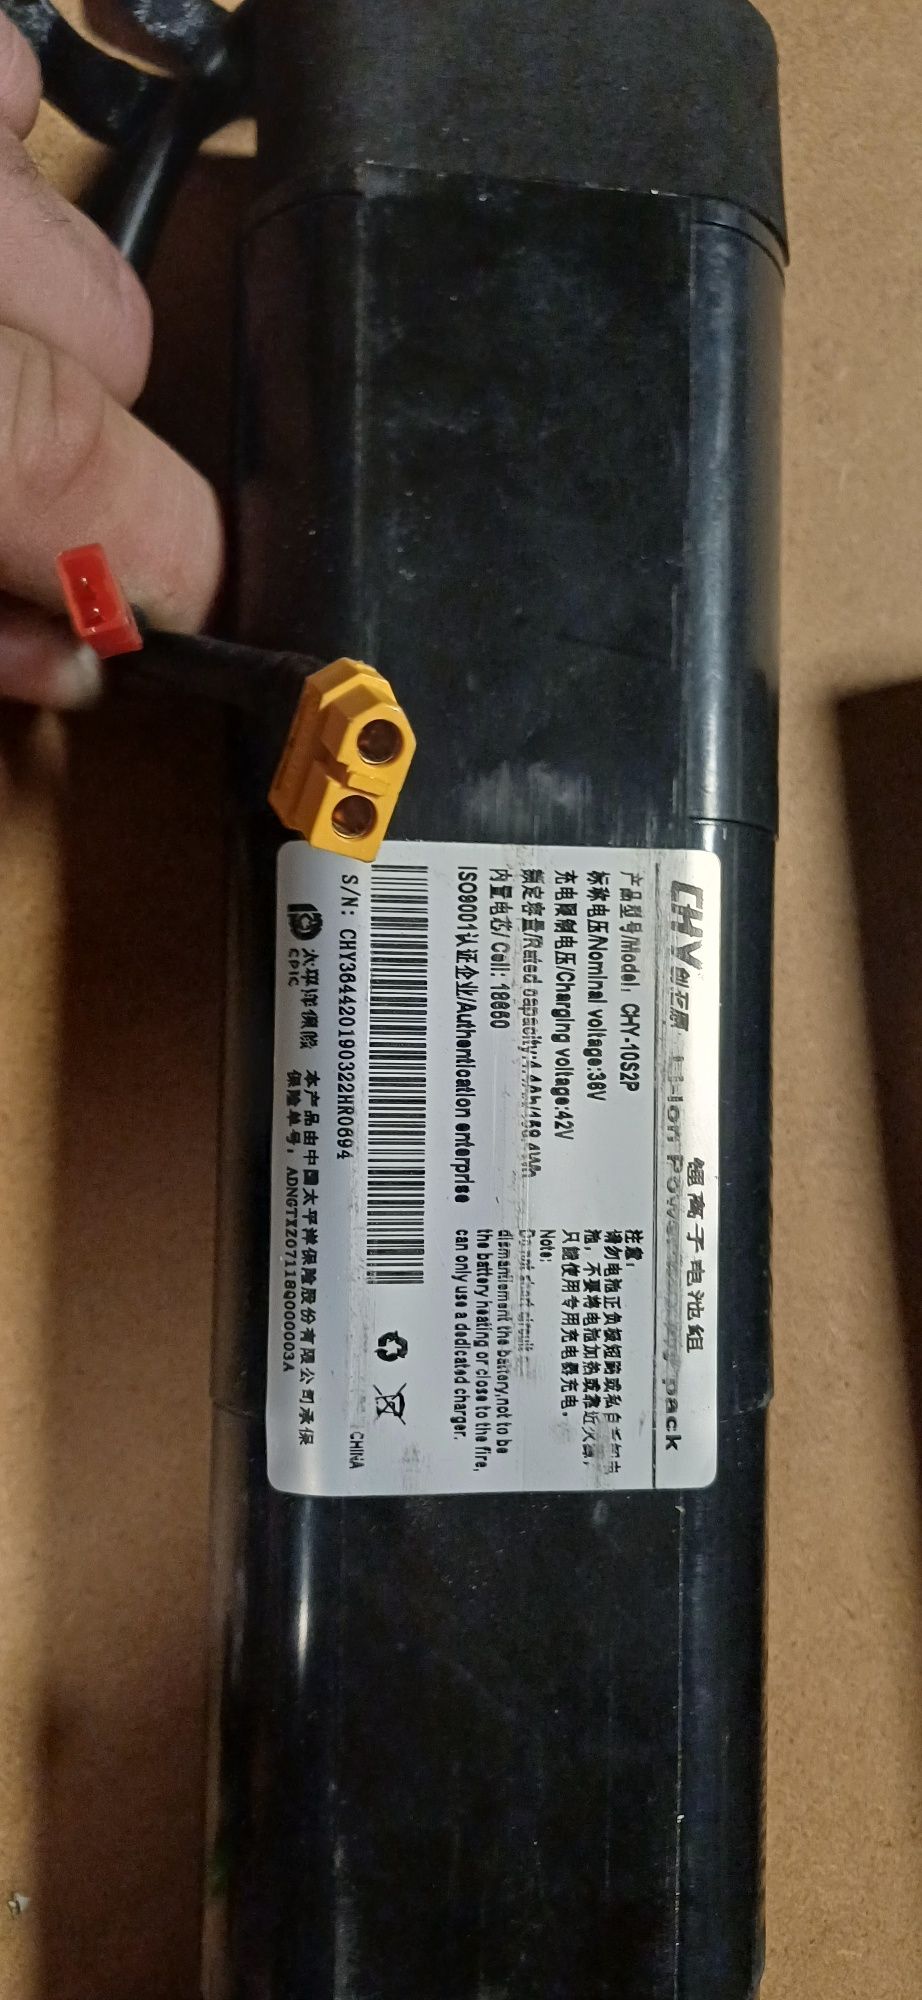 CHY 创亿源 锂离子电池组
Li-ion Power pack
产品型号/Model: CHY-10S2P
标称电压/Nominal voltage:36V
充电限制电压/Charging voltage:42V
额定容量/Rated capacity:4.4Ah/158.4Wh
内置电芯/Cell: 18650
ISO9001认证企业/Authentication enterprise
注意:
请勿电池正负极短路或私自
池,不要将电池加热或靠近火源,
只能使用专用充电器充电。
Note:
Do not short circuit
dismantlement the battery,not to be
the battery heating or close to the fire,
can only use a dedicated charger.
S/N: CHY364420190322HR0694
CHINA
CPIC
太平洋保险 本产品由中国太平洋保险股份有限公司承保
保险单号: ADNGTXZ07118Q000003A